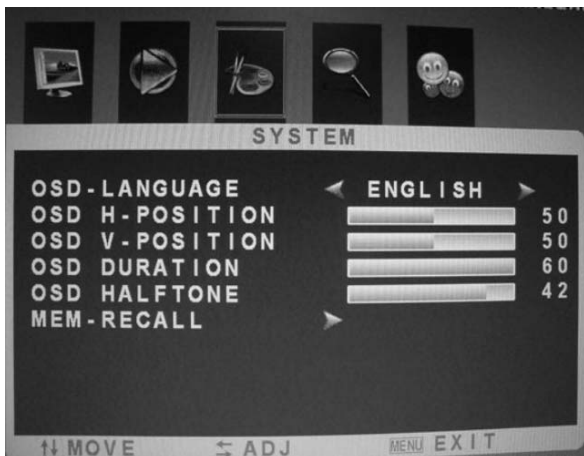 SYSTEM
OSD-LANGUAGE ENGLISH
OSD H-POSITION 50
OSD V-POSITION 50
OSD DURATION 60
OSD HALFTONE 42
MEM-RECALL
MOVE ADJ MENU EXIT